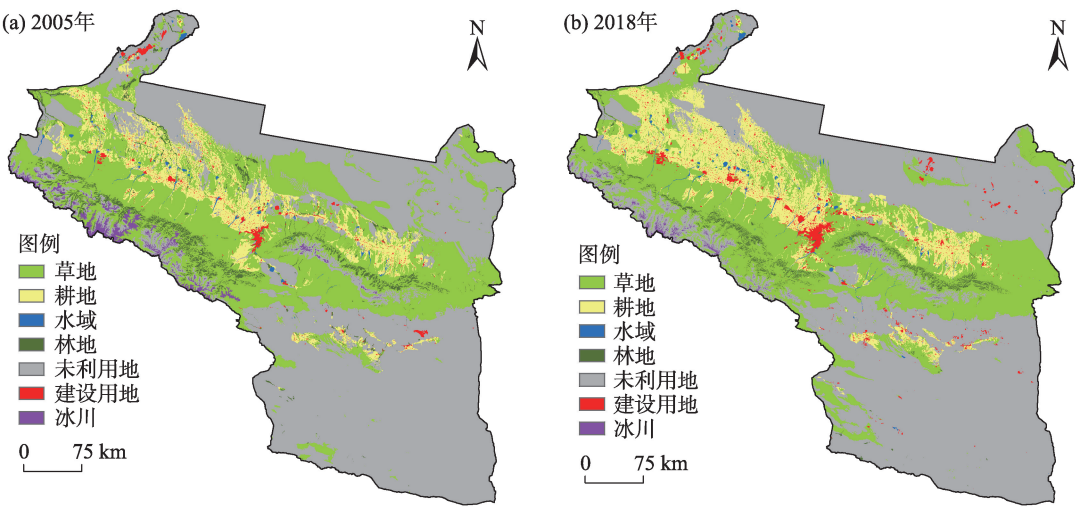 (a) 2005年
N
图例
草地
耕地
水域
林地
未利用地
建设用地
冰川
0 75 km
(b) 2018年
N
图例
草地
耕地
水域
林地
未利用地
建设用地
冰川
0 75 km